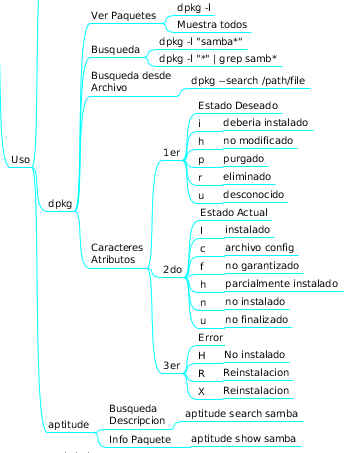 Uso
dpkg
Ver Paquetes
dpkg -l
Muestra todos
Busqueda
dpkg -l "samba*"
dpkg -l "*" | grep samb*
Busqueda desde
Archivo
dpkg --search /path/file
Caracteres
Atributos
1er
Estado Deseado
i deberia instalado
h no modificado
p purgado
r eliminado
u desconocido
2do
Estado Actual
I instalado
c archivo config
f no garantizado
h parcialmente instalado
n no instalado
u no finalizado
3er
Error
H No instalado
R Reinstalacion
X Reinstalacion
aptitude
Busqueda
Descripcion
aptitude search samba
Info Paquete
aptitude show samba